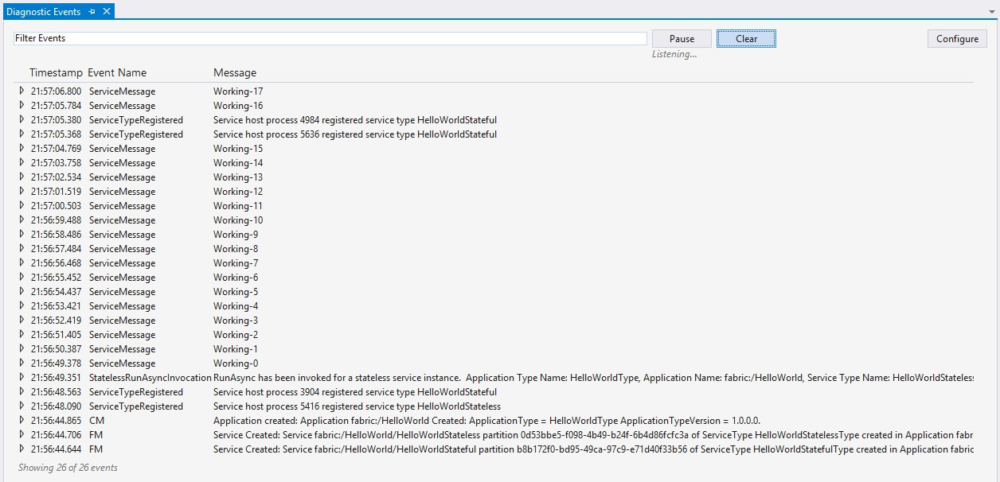 Diagnostic Events
Filter Events Pause Clear Configure
Listening...
Timestamp Event Name Message
21:57:06.800 ServiceMessage Working-17
21:57:05.784 ServiceMessage Working-16
21:57:05.380 ServiceTypeRegistered Service host process 4984 registered service type HelloWorldStateful
21:57:05.368 ServiceTypeRegistered Service host process 5636 registered service type HelloWorldStateful
21:57:04.769 ServiceMessage Working-15
21:57:03.758 ServiceMessage Working-14
21:57:02.534 ServiceMessage Working-13
21:57:01.519 ServiceMessage Working-12
21:57:00.503 ServiceMessage Working-11
21:56:59.488 ServiceMessage Working-10
21:56:58.486 ServiceMessage Working-9
21:56:57.484 ServiceMessage Working-8
21:56:56.468 ServiceMessage Working-7
21:56:55.452 ServiceMessage Working-6
21:56:54.437 ServiceMessage Working-5
21:56:53.421 ServiceMessage Working-4
21:56:52.419 ServiceMessage Working-3
21:56:51.405 ServiceMessage Working-2
21:56:50.387 ServiceMessage Working-1
21:56:49.378 ServiceMessage Working-0
21:56:49.351 StatelessRunAsyncInvocation RunAsync has been invoked for a stateless service instance. Application Type Name: HelloWorldType, Application Name: fabric:/HelloWorld, Service Type Name: HelloWorldStateless
21:56:48.563 ServiceTypeRegistered Service host process 3904 registered service type HelloWorldStateful
21:56:48.090 ServiceTypeRegistered Service host process 5416 registered service type HelloWorldStateless
21:56:44.865 CM Application created: Application fabric:/HelloWorld Created: ApplicationType = HelloWorldType ApplicationTypeVersion = 1.0.0.0.
21:56:44.706 FM Service Created: Service fabric:/HelloWorld/HelloWorldStateless partition 0d53bbe5-f098-4b49-b24f-6b4d86fcfc3a of ServiceType HelloWorldStatelessType created in Application fabr
21:56:44.644 FM Service Created: Service fabric:/HelloWorld/HelloWorldStateful partition b8b172f0-bd95-49ca-97c9-e71d40f33b56 of ServiceType HelloWorldStatefulType created in Application fabric
Showing 26 of 26 events